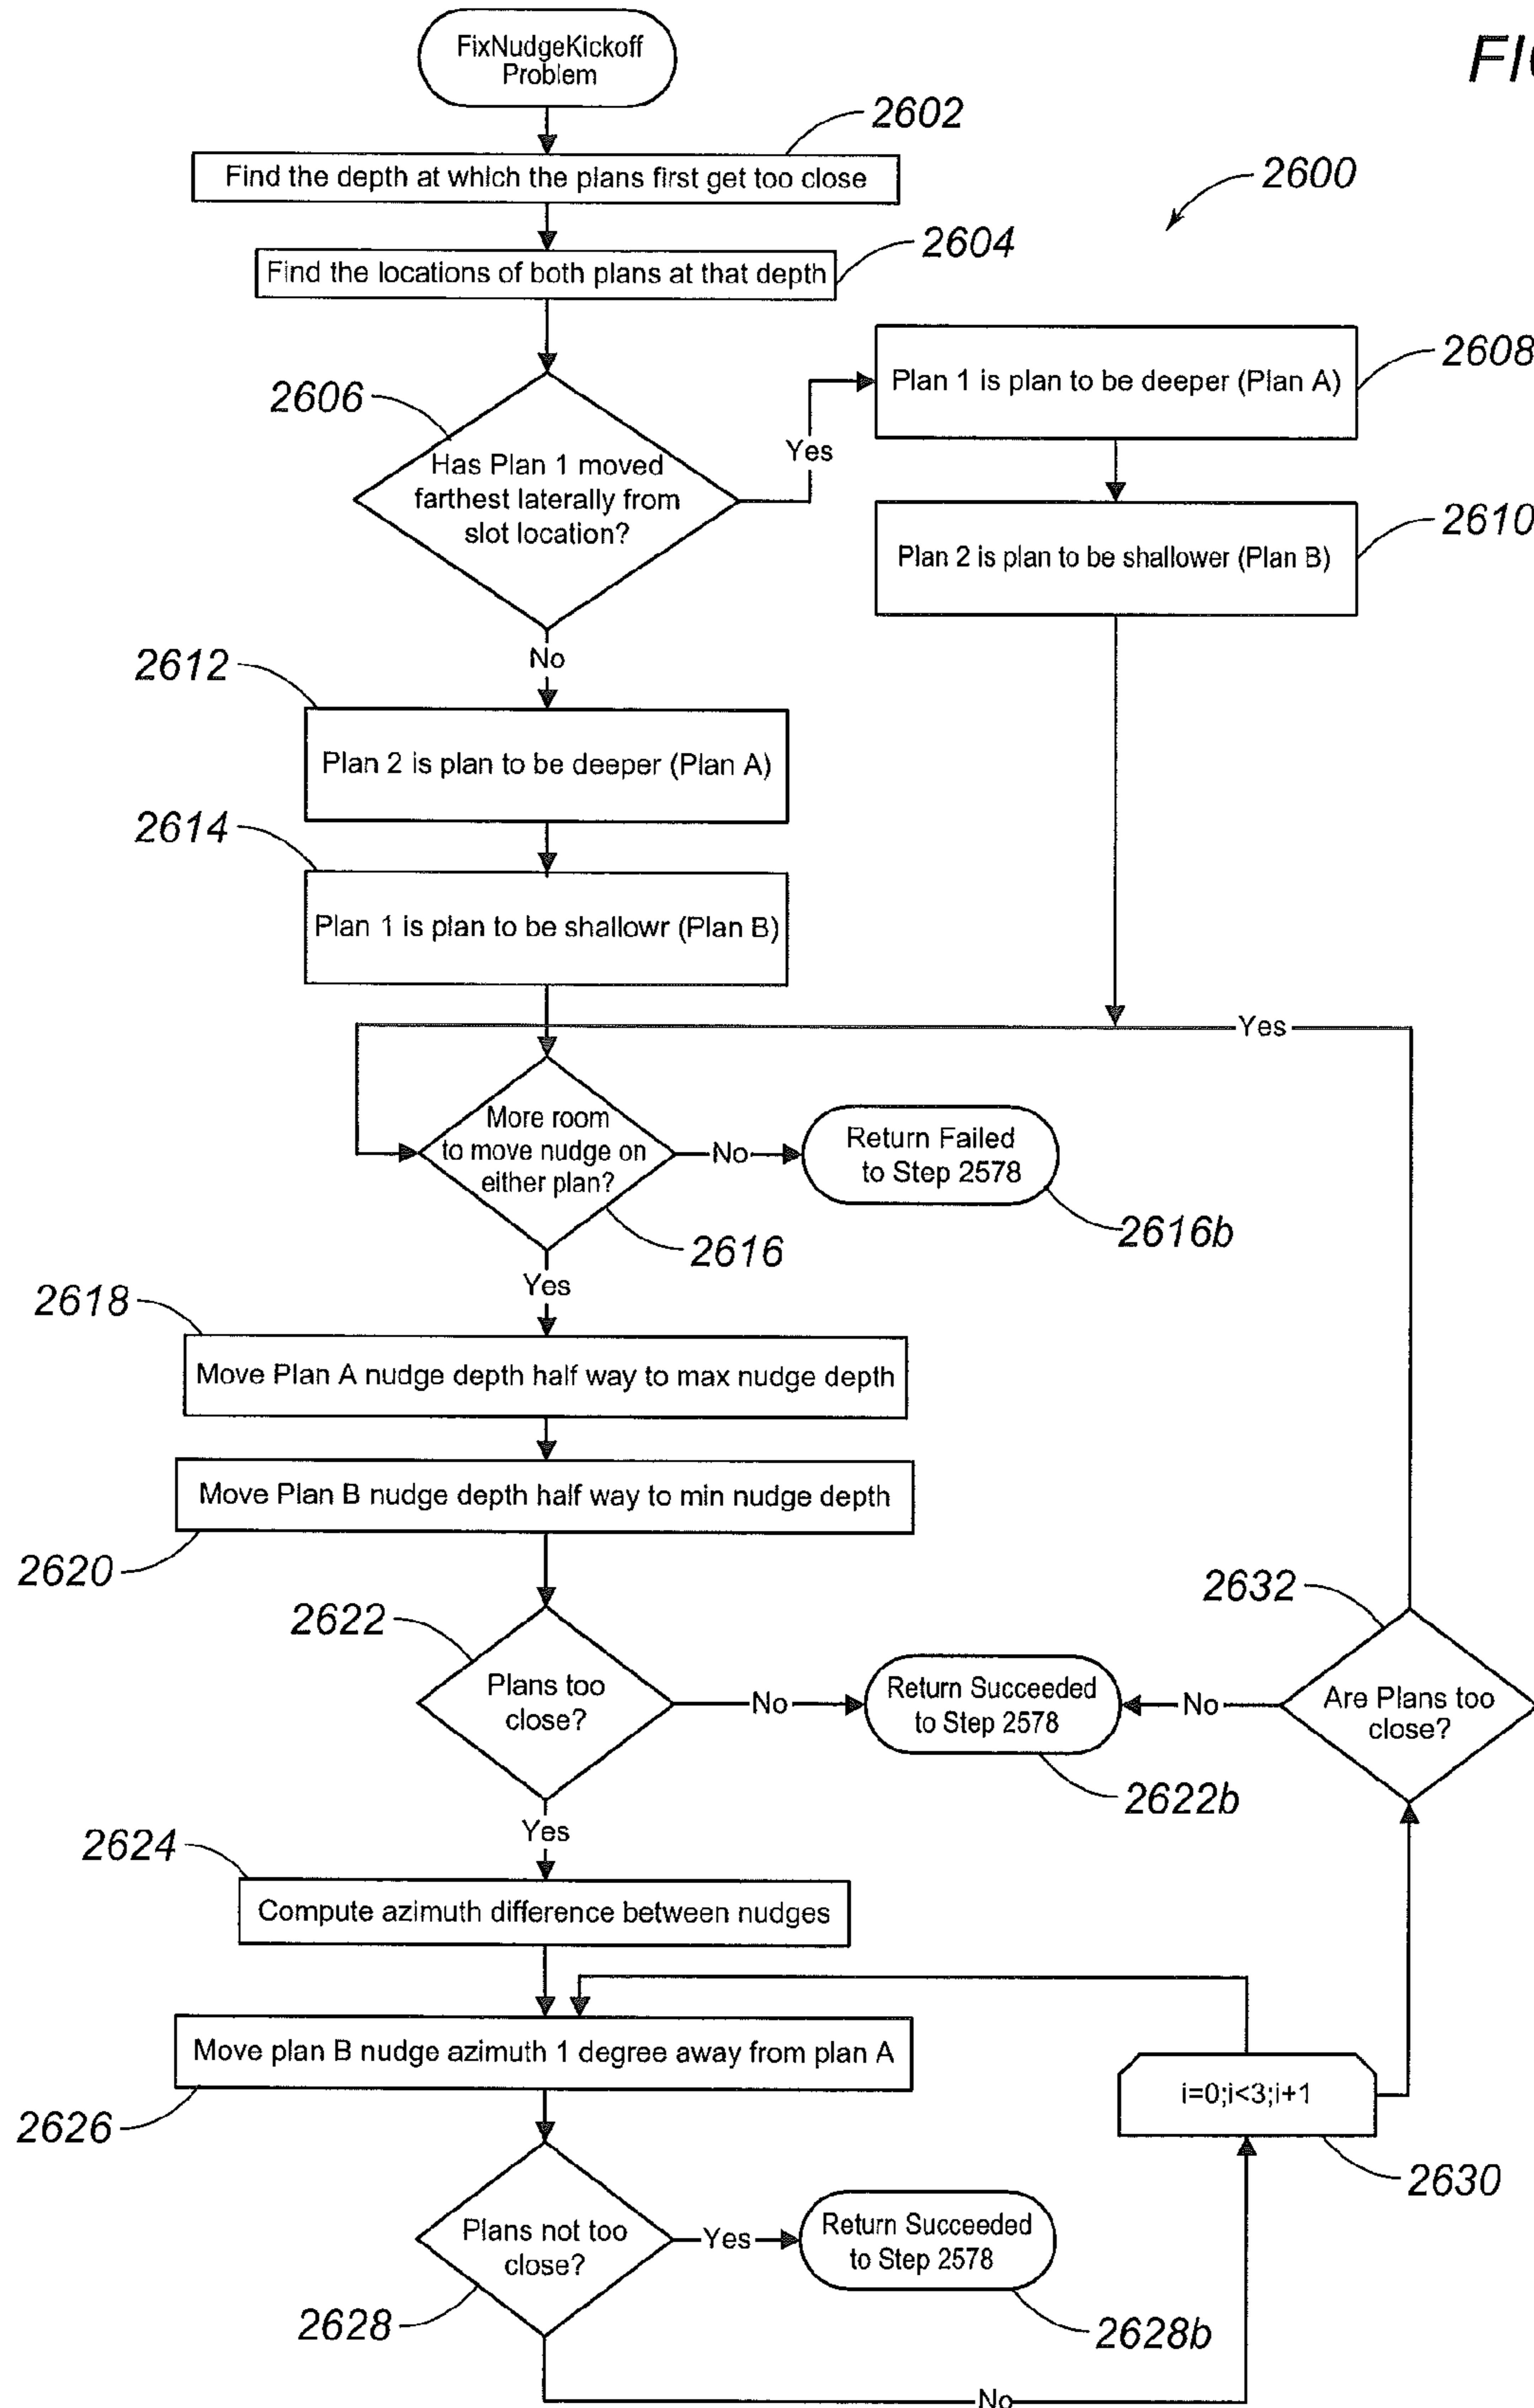 FixNudgeKickoff
Problem
FIG
2602
Find the depth at which the plans first get too close
2600
2604
Find the locations of both plans at that depth
2606
Has Plan 1 moved
farthest laterally from
slot location?
Yes
Plan 1 is plan to be deeper (Plan A)
2608
Plan 2 is plan to be shallower (Plan B)
2610
No
2612
Plan 2 is plan to be deeper (Plan A)
2614
Plan 1 is plan to be shallowr (Plan B)
Yes
More room
to move nudge on
either plan?
No
Return Failed
to Step 2578
2616b
2616
Yes
2618
Move Plan A nudge depth half way to max nudge depth
Move Plan B nudge depth half way to min nudge depth
2620
2622
Plans too
close?
No
Return Succeeded
to Step 2578
2622b
No
2632
Are Plans too
close?
Yes
2624
Compute azimuth difference between nudges
Move plan B nudge azimuth 1 degree away from plan A
2626
i=0;i<3;i+1
2630
Plans not too
close?
2628
Yes
Return Succeeded
to Step 2578
2628b
No